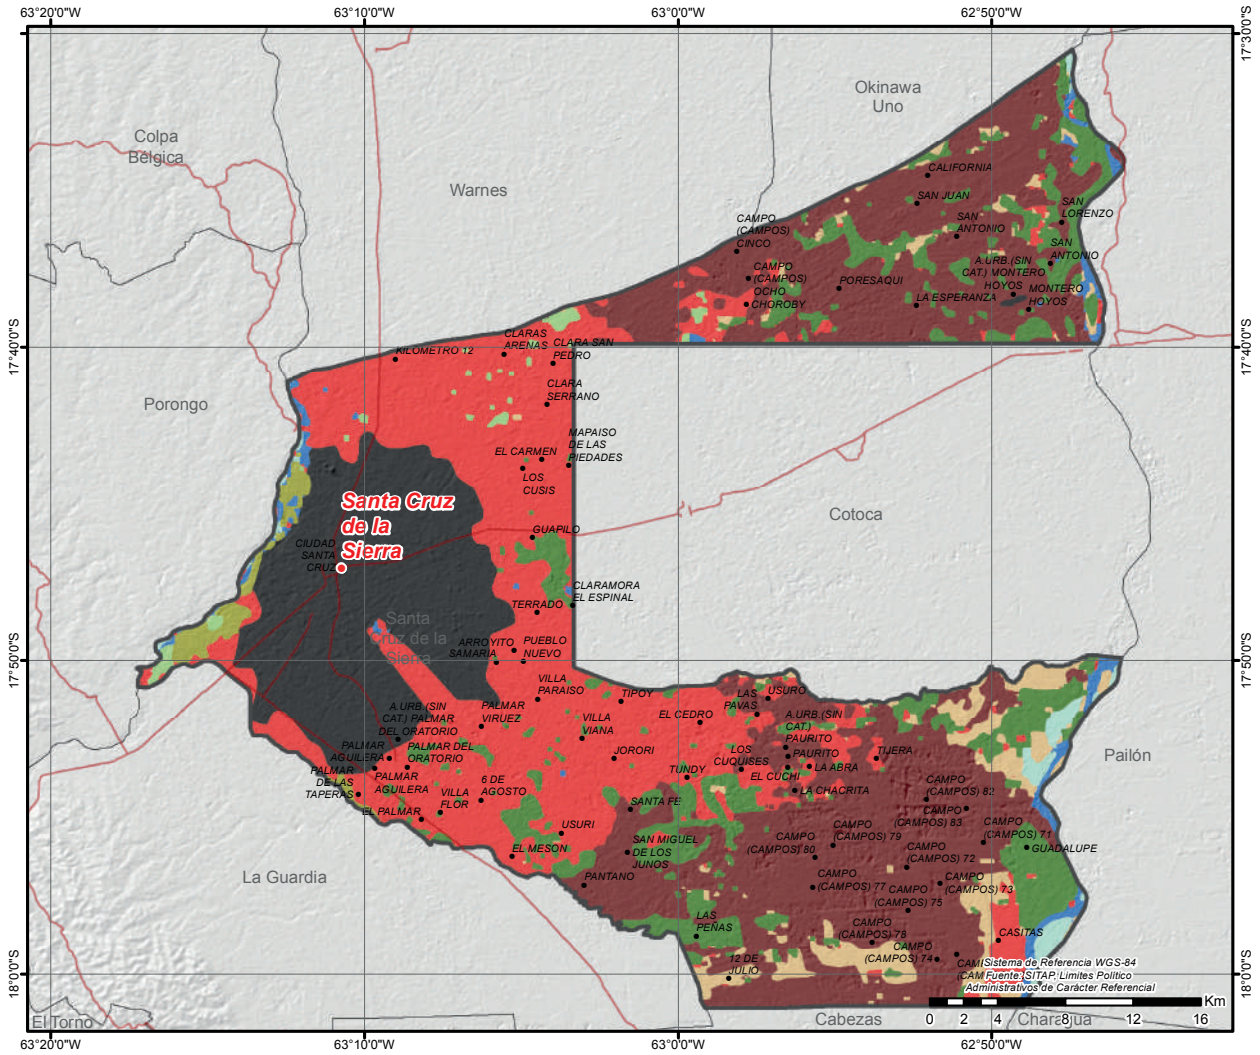 63°20'0"W
63°10'0"W
63°0'0"W
62°50'0"W
17°30'0"S
17°30'0"S
Okinawa
Uno
Colpa
Bélgica
Warnes
CALIFORNIA
SAN JUAN
SAN
LORENZO
SAN
ANTONIO
CAMPO
(CAMPOS)
CINCO
SAN
ANTONIO
A.URB.(SIN
CAT.) MONTERO
HOYOS
CAMPO
(CAMPOS)
OCHO
PORESAQUI
MONTERO
HOYOS
LA ESPERANZA
CHOROBY
17°40'0"S
17°40'0"S
CLARAS
ARENAS
KILOMETRO 12
CLARA SAN
PEDRO
CLARA
SERRANO
Porongo
MAPAISO
DE LAS
PIEDADES
EL CARMEN
LOS
CUSIS
Santa Cruz
de la
Sierra
Cotoca
GUAPILO
CIUDAD
SANTA
CRUZ
CLARAMORA
EL ESPINAL
TERRADO
Santa
Cruz de la
Sierra
ARROYITO
SAMARIA
PUEBLO
NUEVO
17°50'0"S
17°50'0"S
VILLA
PARAISO
TIPOY
LAS
PAVAS
USURO
A.URB.(SIN
CAT.) PALMAR
DEL ORATORIO
PALMAR
VIRUEZ
VILLA
VIANA
EL CEDRO
A.URB.(SIN
CAT.)
PAURITO
Pailón
PALMAR
AGUILERA
PALMAR DEL
ORATORIO
JORORI
LOS
CUQUISES
PAURITO
TIJERA
LA ABRA
PALMAR
DE LAS
TAPERAS
PALMAR
AGUILERA
VILLA
FLOR
6 DE
AGOSTO
TUNDY
EL CUCHI
LA CHACRITA
CAMPO
(CAMPOS) 82
EL PALMAR
SANTA FE
CAMPO
(CAMPOS) 83
USURI
CAMPO
(CAMPOS) 79
CAMPO
(CAMPOS) 71
EL MESON
SAN MIGUEL
DE LOS
JUNOS
CAMPO
(CAMPOS) 80
CAMPO
(CAMPOS) 72
GUADALUPE
La Guardia
PANTANO
CAMPO
(CAMPOS) 77
CAMPO
(CAMPOS) 73
CAMPO
(CAMPOS) 75
LAS
PEÑAS
CAMPO
(CAMPOS) 78
CASITAS
12 DE
JULIO
CAMPO
(CAMPOS) 74
18°0'0"S
18°0'0"S
Sistema de Referencia WGS-84
Fuente: SITAP, Limites Político
Administrativos de Carácter Referencial
Km
0 2 4 8 12 16
El Torno
Cabezas
Charagua
63°20'0"W
63°10'0"W
63°0'0"W
62°50'0"W